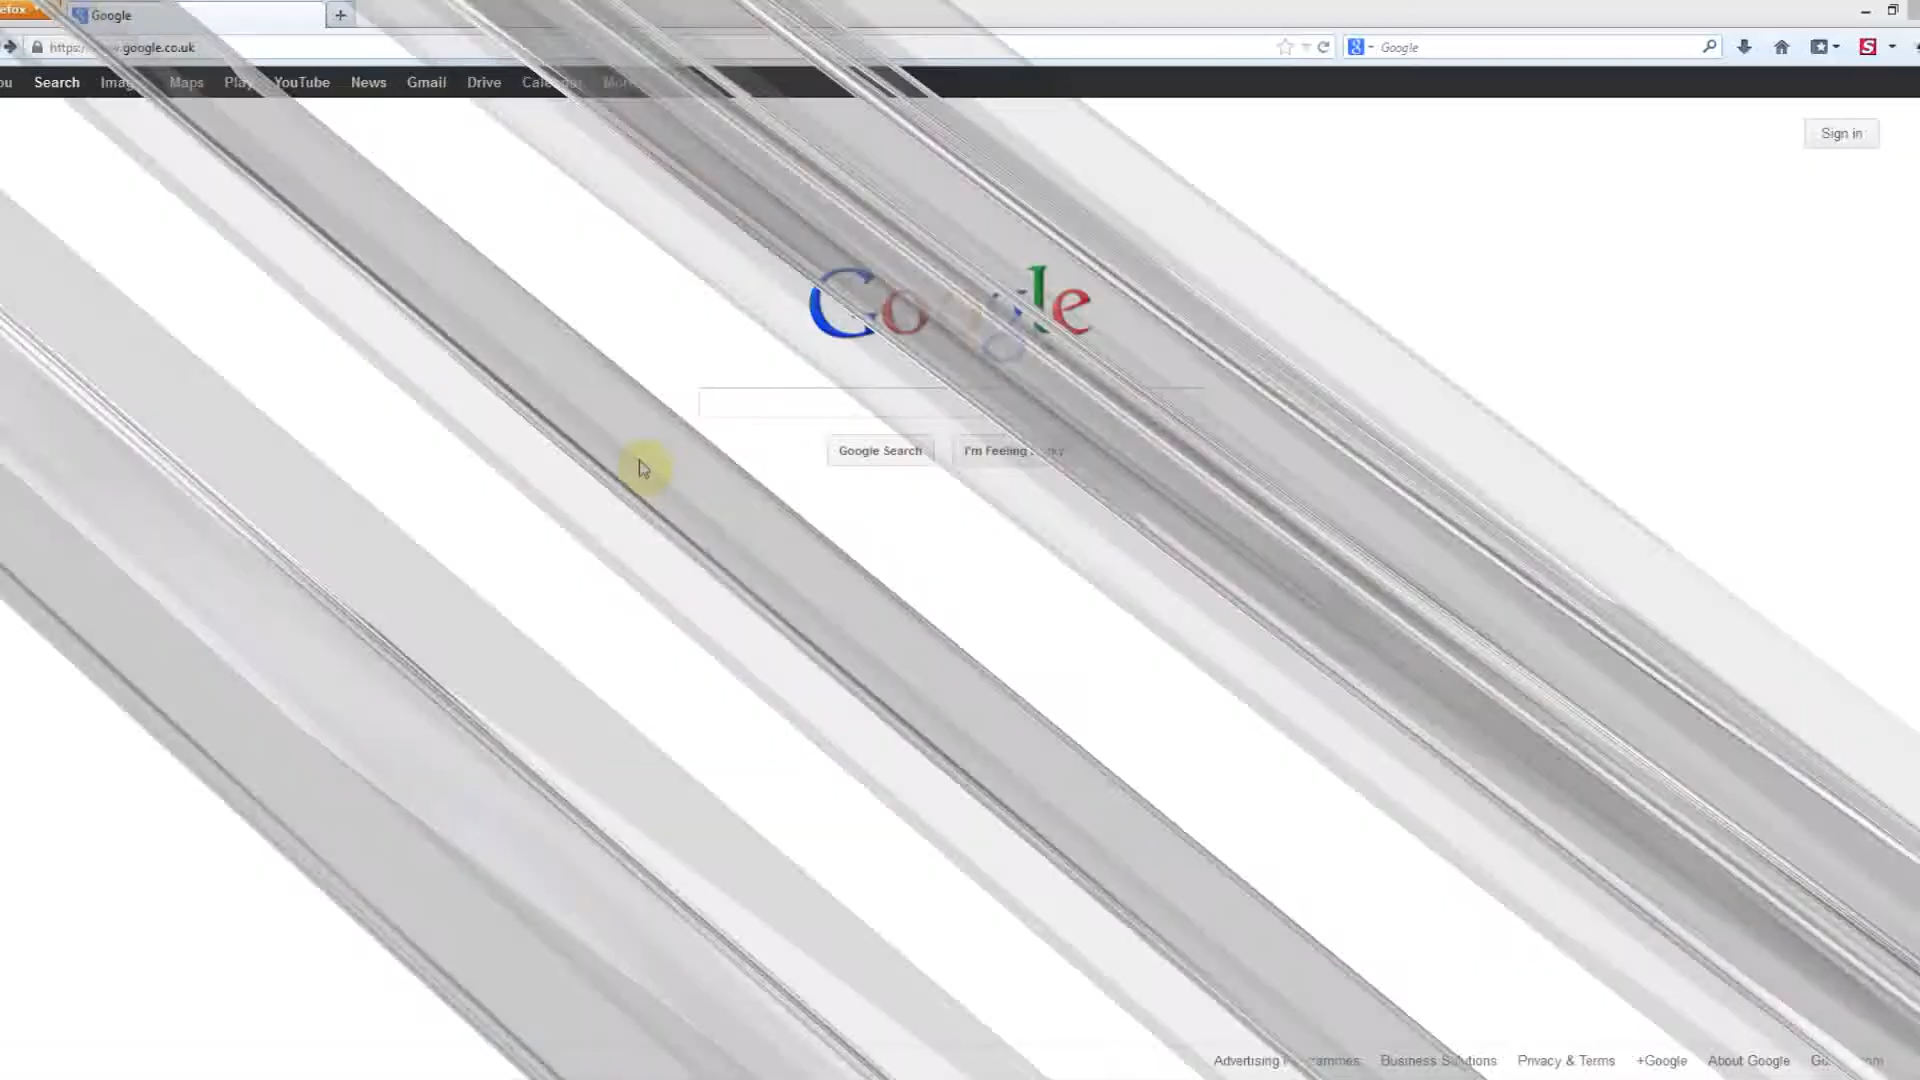 Google
google.co.uk
Google
Search Maps YouTube News Gmail Drive
Sign in
Google
Google Search I'm Feeling
Advertising Business Privacy & Terms +Google About Google